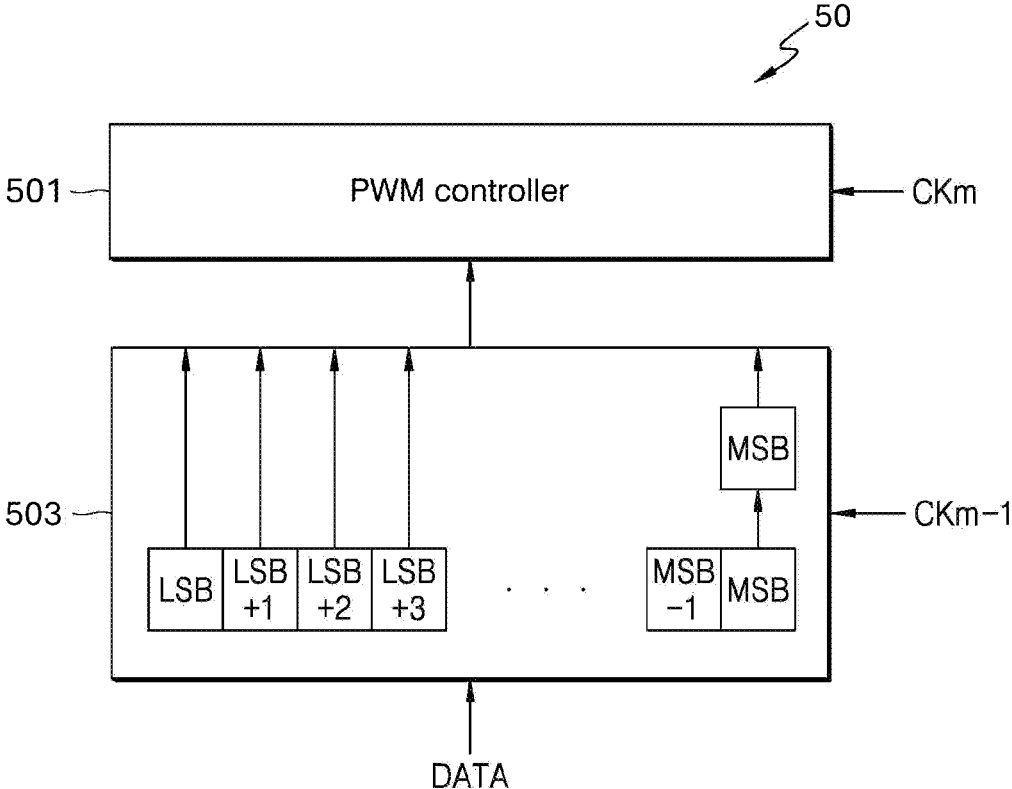 50
501
PWM controller
CKm
MSB
503
CKm-1
LSB
LSB
+1
LSB
+2
LSB
+3
. . .
MSB
-1
MSB
DATA